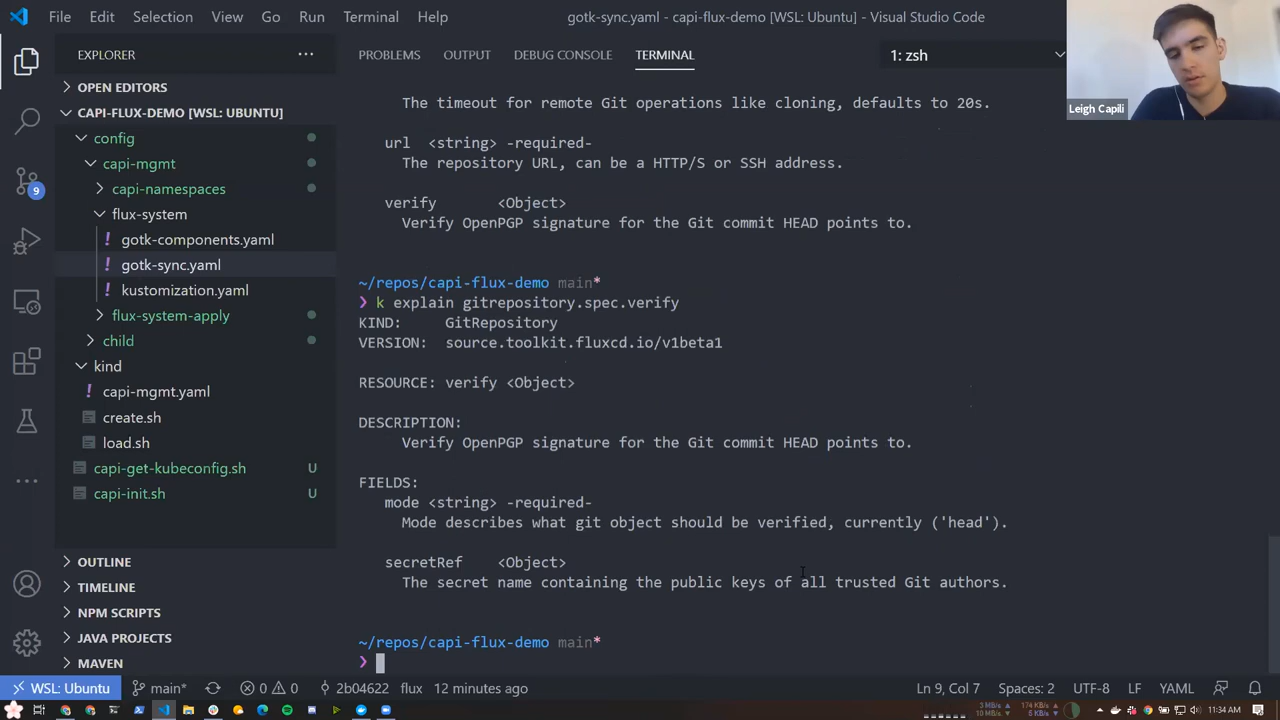 File Edit Selection View Go Run Terminal Help gotk-sync.yaml - capi-flux-demo [WSL: Ubuntu] - Visual Studio Code
EXPLORER
OPEN EDITORS
CAPI-FLUX-DEMO [WSL: UBUNTU]
config
capi-mgmt
capi-namespaces
flux-system
! gotk-components.yaml
! gotk-sync.yaml
! kustomization.yaml
flux-system-apply
child
kind
! capi-mgmt.yaml
create.sh
load.sh
capi-get-kubeconfig.sh U
capi-init.sh U
OUTLINE
TIMELINE
NPM SCRIPTS
JAVA PROJECTS
MAVEN
9
PROBLEMS OUTPUT DEBUG CONSOLE TERMINAL 1: zsh
The timeout for remote Git operations like cloning, defaults to 20s.
url <string> -required-
The repository URL, can be a HTTP/S or SSH address.
verify <Object>
Verify OpenPGP signature for the Git commit HEAD points to.
~/repos/capi-flux-demo main*
❯ k explain gitrepository.spec.verify
KIND: GitRepository
VERSION: source.toolkit.fluxcd.io/v1beta1
RESOURCE: verify <Object>
DESCRIPTION:
Verify OpenPGP signature for the Git commit HEAD points to.
FIELDS:
mode <string> -required-
Mode describes what git object should be verified, currently ('head').
secretRef <Object>
The secret name containing the public keys of all trusted Git authors.
~/repos/capi-flux-demo main*
❯
Leigh Capili
WSL: Ubuntu main* 0 0 2b04622 flux 12 minutes ago Ln 9, Col 7 Spaces: 2 UTF-8 LF YAML
3 MB/s 174 KB/s
10 MB/s 5 KB/s
11:34 AM